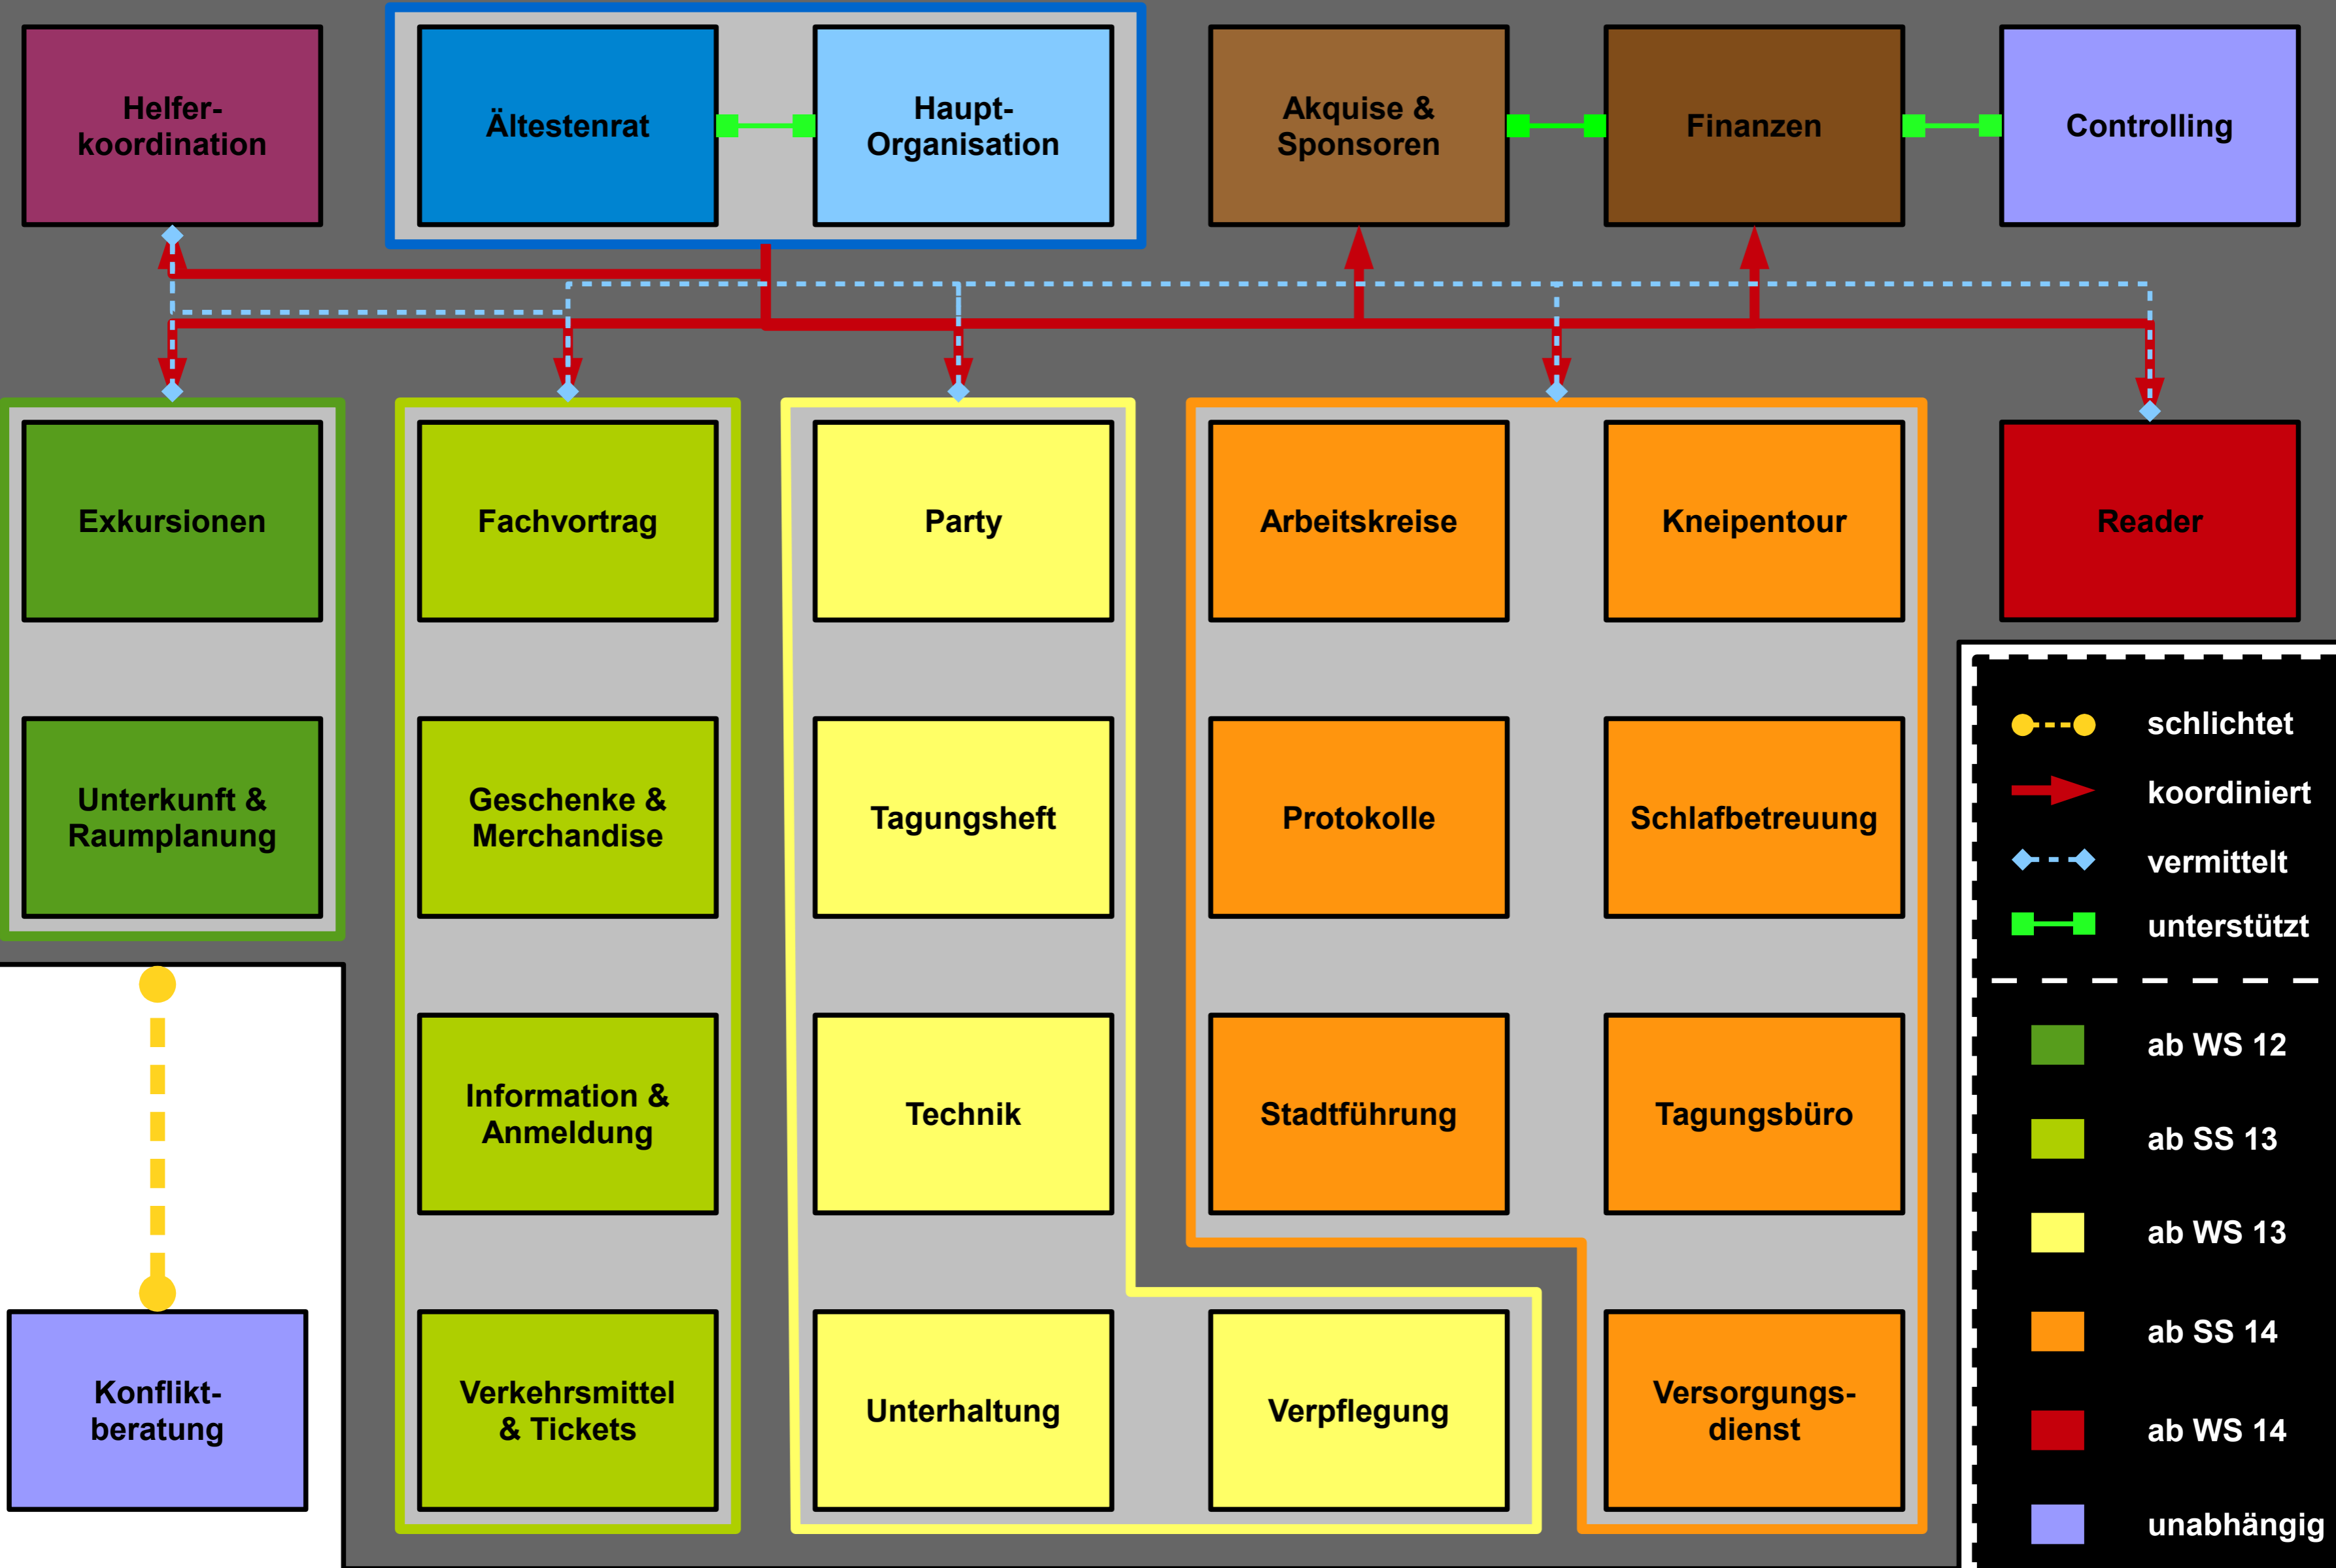 Helfer-
koordination
Ältestenrat
Haupt-
Organisation
Akquise &
Sponsoren
Finanzen
Controlling
Exkursionen
Fachvortrag
Party
Arbeitskreise
Kneipentour
Reader
Unterkunft &
Raumplanung
Geschenke &
Merchandise
Tagungsheft
Protokolle
Schlafbetreuung
Information &
Anmeldung
Technik
Stadtführung
Tagungsbüro
Konflikt-
beratung
Verkehrsmittel
& Tickets
Unterhaltung
Verpflegung
Versorgungs-
dienst
schlichtet
koordiniert
vermittelt
unterstützt
ab WS 12
ab SS 13
ab WS 13
ab SS 14
ab WS 14
unabhängig